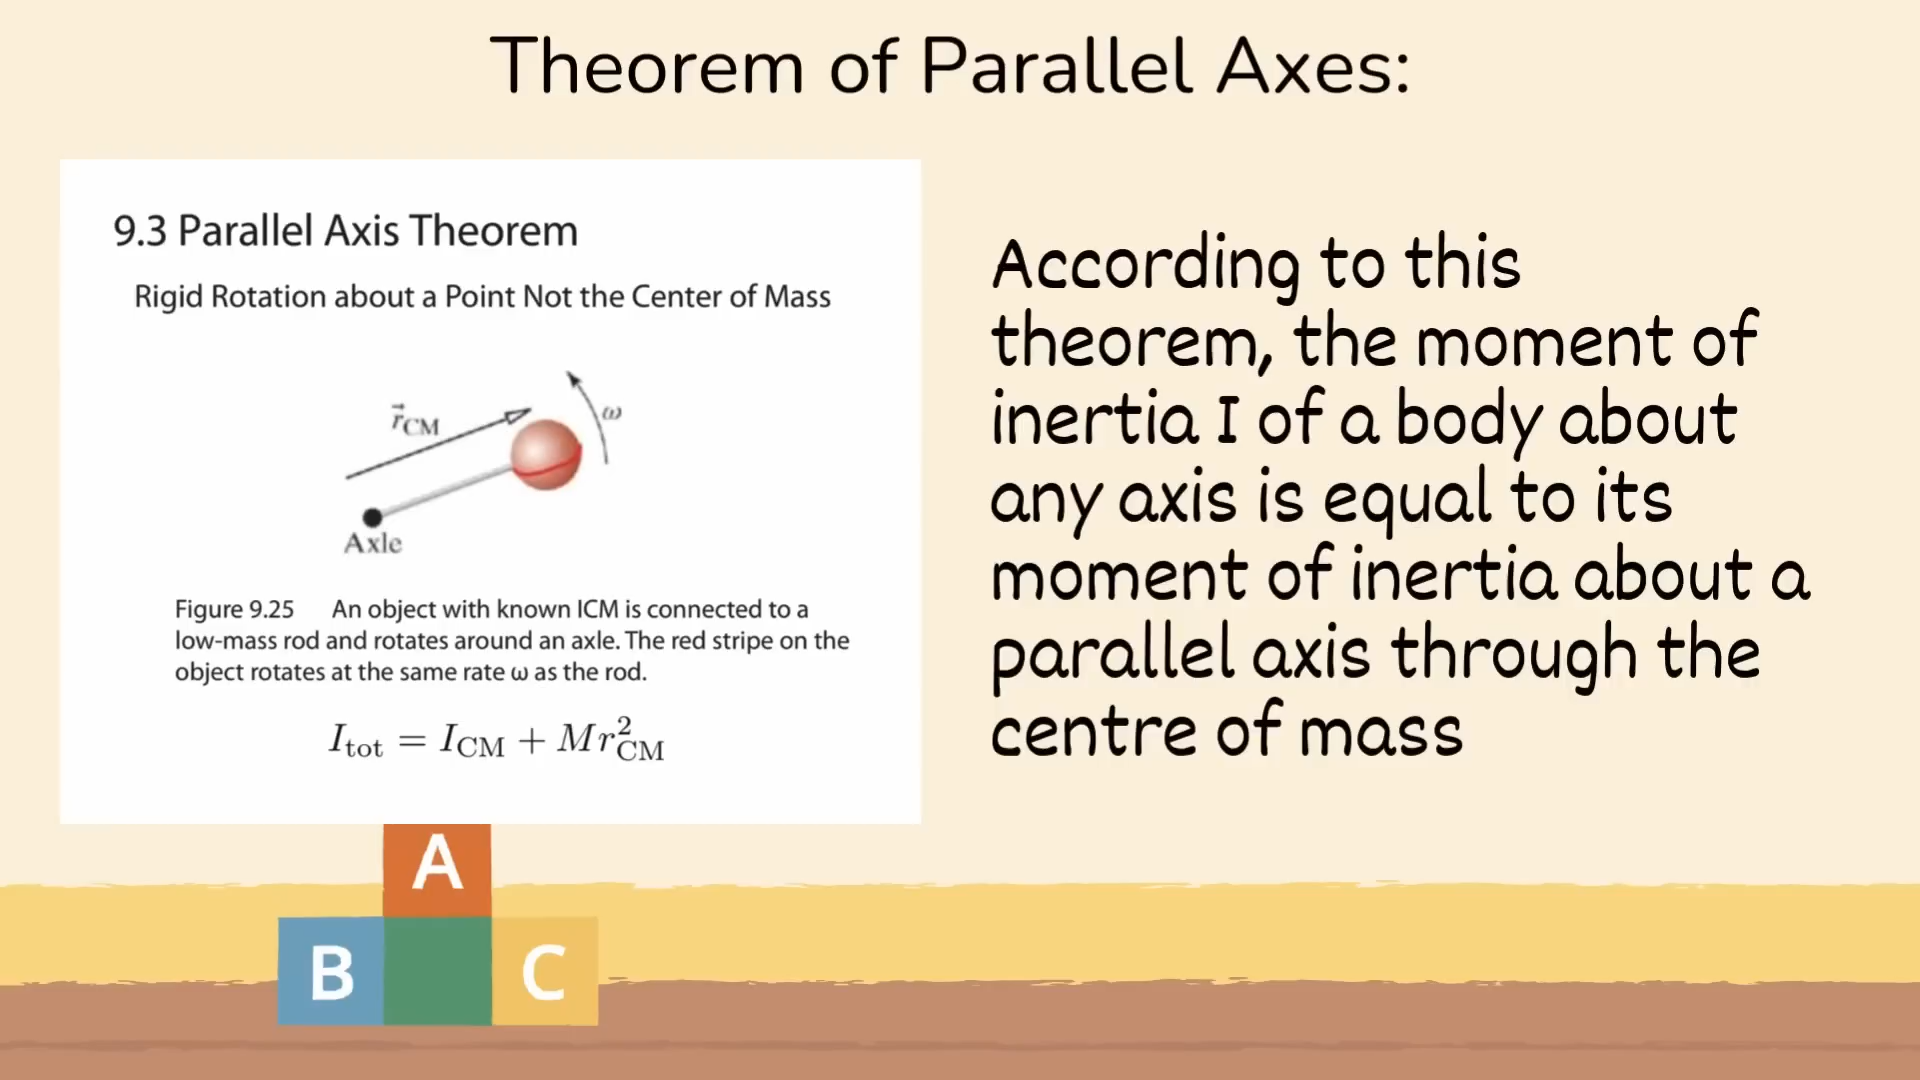 Theorem of Parallel Axes:
9.3 Parallel Axis Theorem
Rigid Rotation about a Point Not the Center of Mass
r⃗CM
ω
Axle
Figure 9.25 An object with known ICM is connected to a
low-mass rod and rotates around an axle. The red stripe on the
object rotates at the same rate ω as the rod.
I_tot = I_CM + Mr²_CM
According to this
theorem, the moment of
inertia I of a body about
any axis is equal to its
moment of inertia about a
parallel axis through the
centre of mass
A
B C